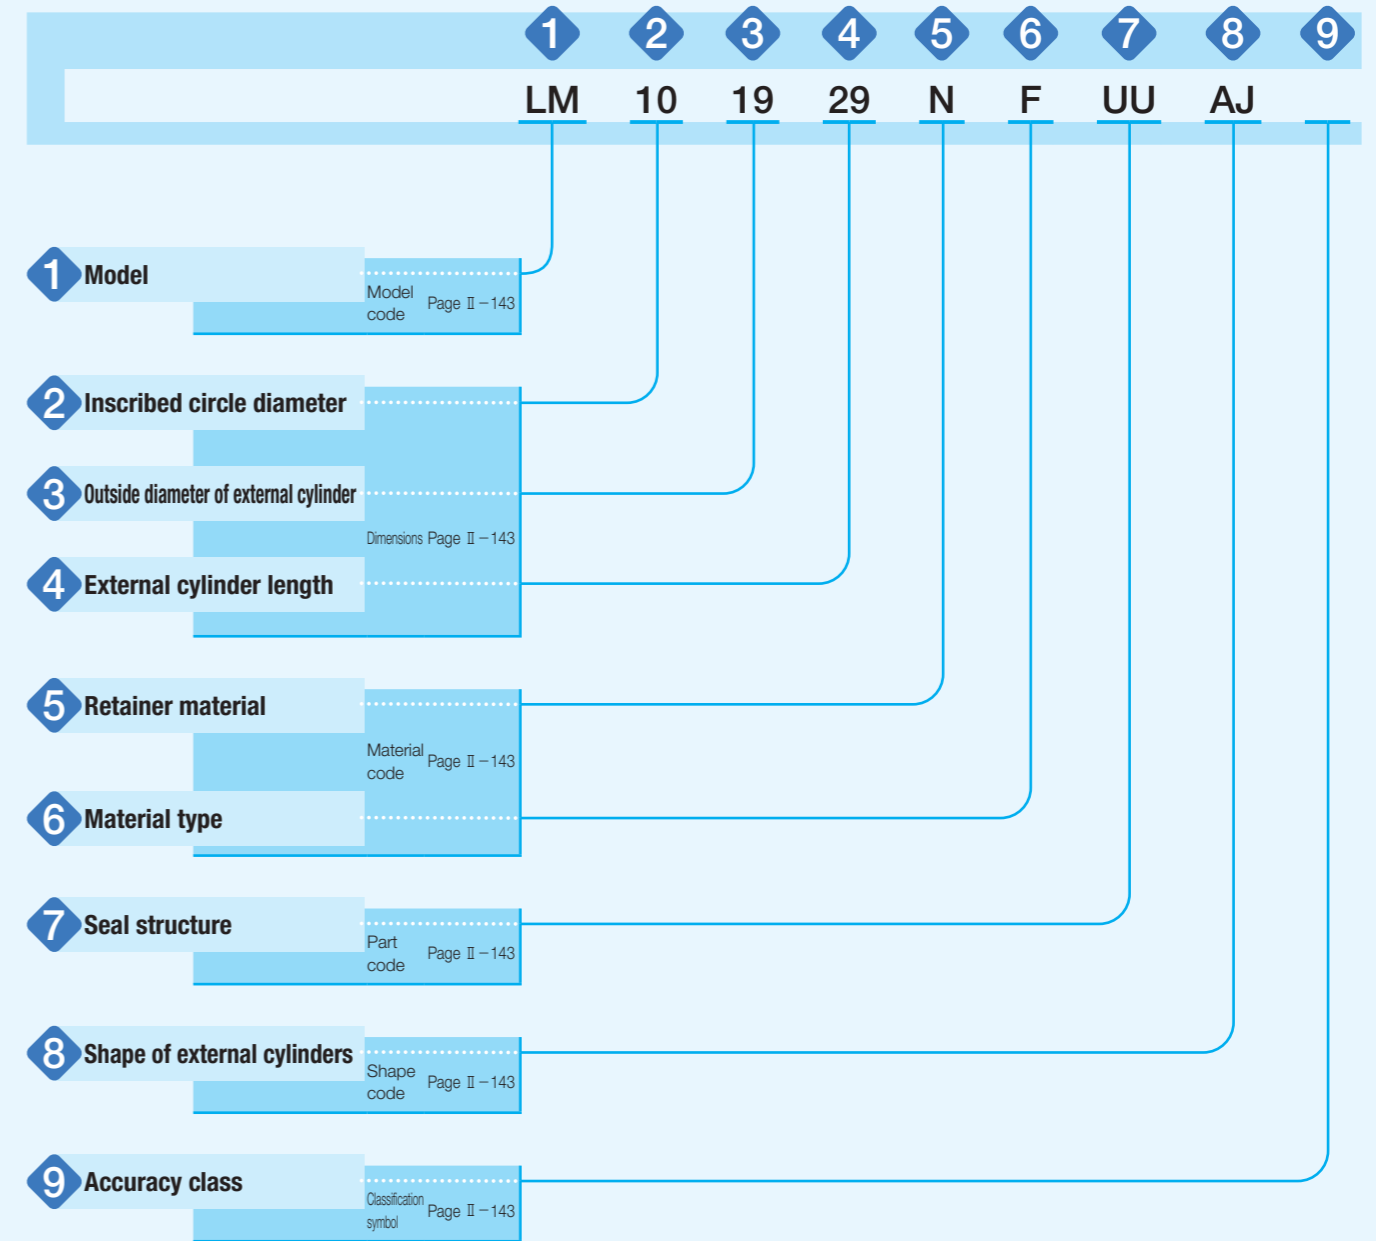 1 2 3 4 5 6 7 8 9
LM 10 19 29 N F UU AJ
1 Model
Model
code Page Ⅱ－143
2 Inscribed circle diameter
3 Outside diameter of external cylinder
Dimensions Page Ⅱ－143
4 External cylinder length
5 Retainer material
Material
code Page Ⅱ－143
6 Material type
7 Seal structure
Part
code Page Ⅱ－143
8 Shape of external cylinders
Shape
code Page Ⅱ－143
9 Accuracy class
Classification
symbol Page Ⅱ－143